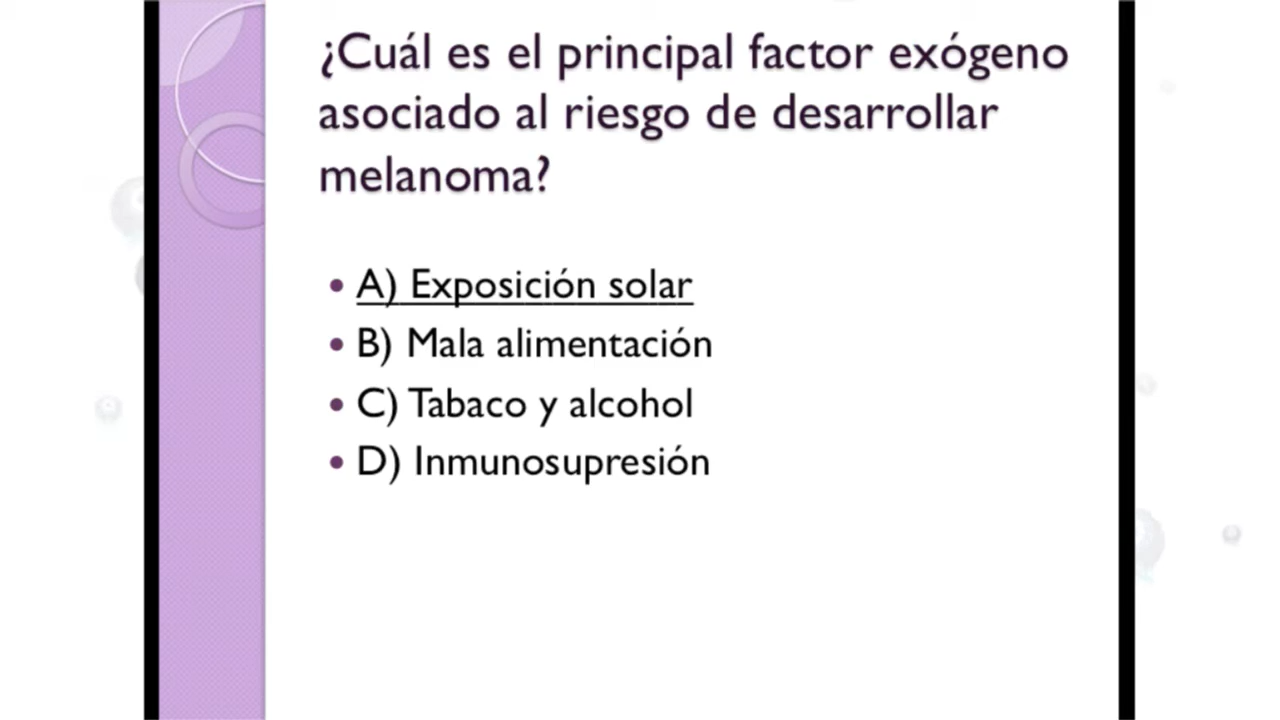 ¿Cuál es el principal factor exógeno
asociado al riesgo de desarrollar
melanoma?
• A) Exposición solar
• B) Mala alimentación
• C) Tabaco y alcohol
• D) Inmunosupresión